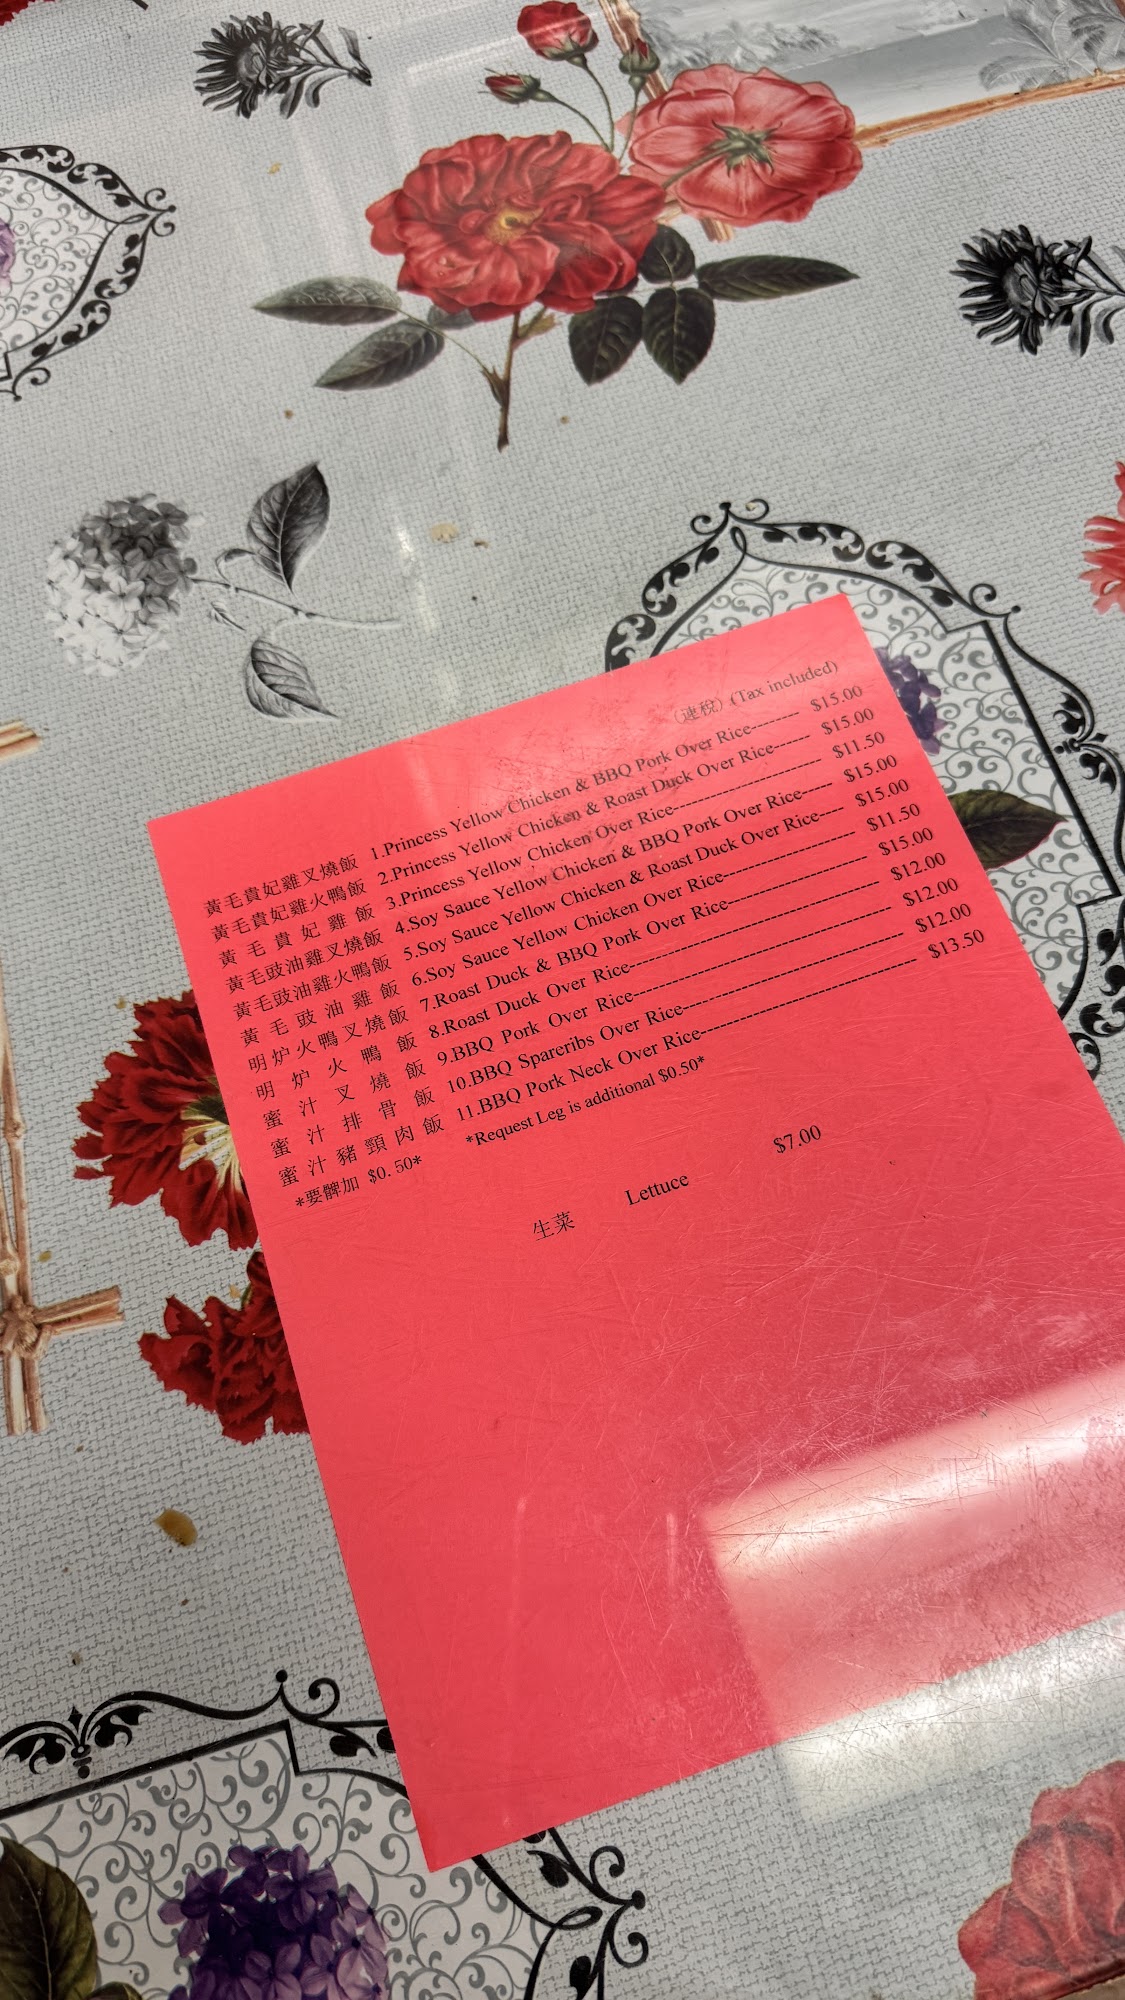 (連稅) (Tax included)
黃毛貴妃雞叉燒飯 1.Princess Yellow Chicken & BBQ Pork Over Rice-------- $15.00
黃毛貴妃雞火鴨飯 2.Princess Yellow Chicken & Roast Duck Over Rice------ $15.00
黃毛貴妃雞飯 3.Princess Yellow Chicken Over Rice------------------------ $11.50
黃毛豉油雞叉燒飯 4.Soy Sauce Yellow Chicken & BBQ Pork Over Rice----- $15.00
黃毛豉油雞火鴨飯 5.Soy Sauce Yellow Chicken & Roast Duck Over Rice---- $15.00
黃毛豉油雞飯 6.Soy Sauce Yellow Chicken Over Rice--------------------- $11.50
明炉火鴨叉燒飯 7.Roast Duck & BBQ Pork Over Rice---------------------- $15.00
明炉火鴨飯 8.Roast Duck Over Rice---------------------------------------- $12.00
蜜汁叉燒飯 9.BBQ Pork Over Rice----------------------------------------- $12.00
蜜汁排骨飯 10.BBQ Spareribs Over Rice---------------------------------- $12.00
蜜汁豬頸肉飯 11.BBQ Pork Neck Over Rice--------------------------------- $13.50
*要髀加 $0.50* *Request Leg is additional $0.50*
生菜 Lettuce $7.00